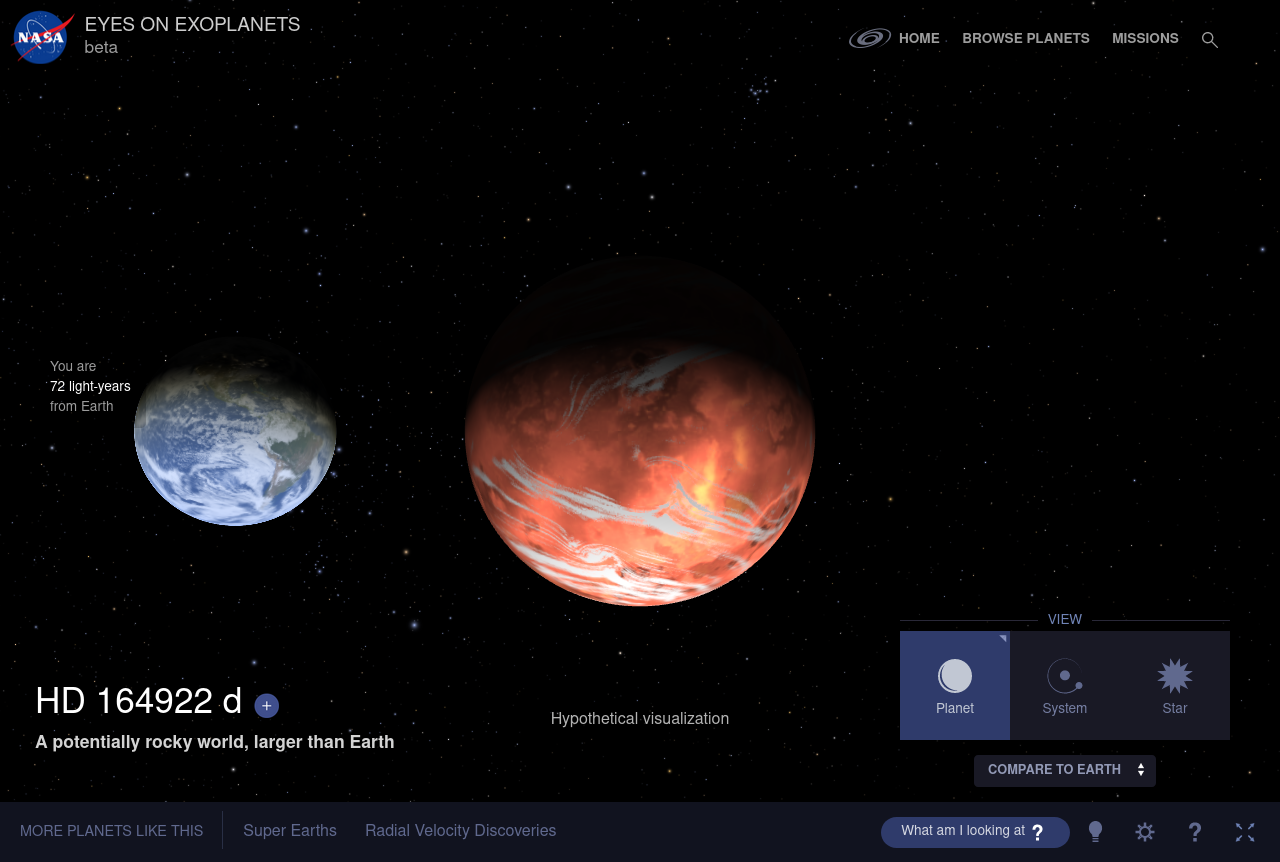 NASA
EYES ON EXOPLANETS
beta
HOME
BROWSE PLANETS
MISSIONS
You are
72 light-years
from Earth
VIEW
Planet
System
Star
HD 164922 d +
A potentially rocky world, larger than Earth
Hypothetical visualization
COMPARE TO EARTH
MORE PLANETS LIKE THIS
Super Earths
Radial Velocity Discoveries
What am I looking at ?
?